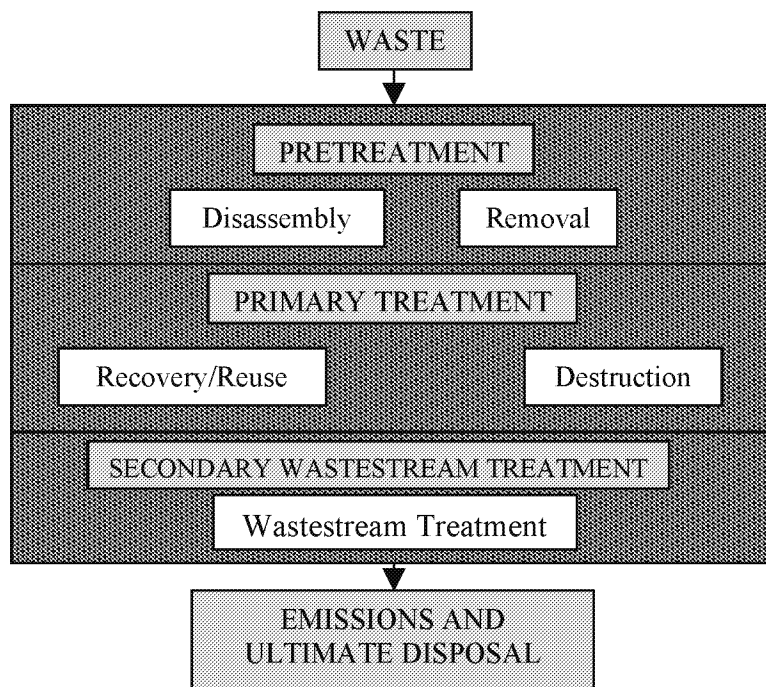 WASTE
PRETREATMENT
Disassembly
Removal
PRIMARY TREATMENT
Recovery/Reuse
Destruction
SECONDARY WASTESTREAM TREATMENT
Wastestream Treatment
EMISSIONS AND
ULTIMATE DISPOSAL